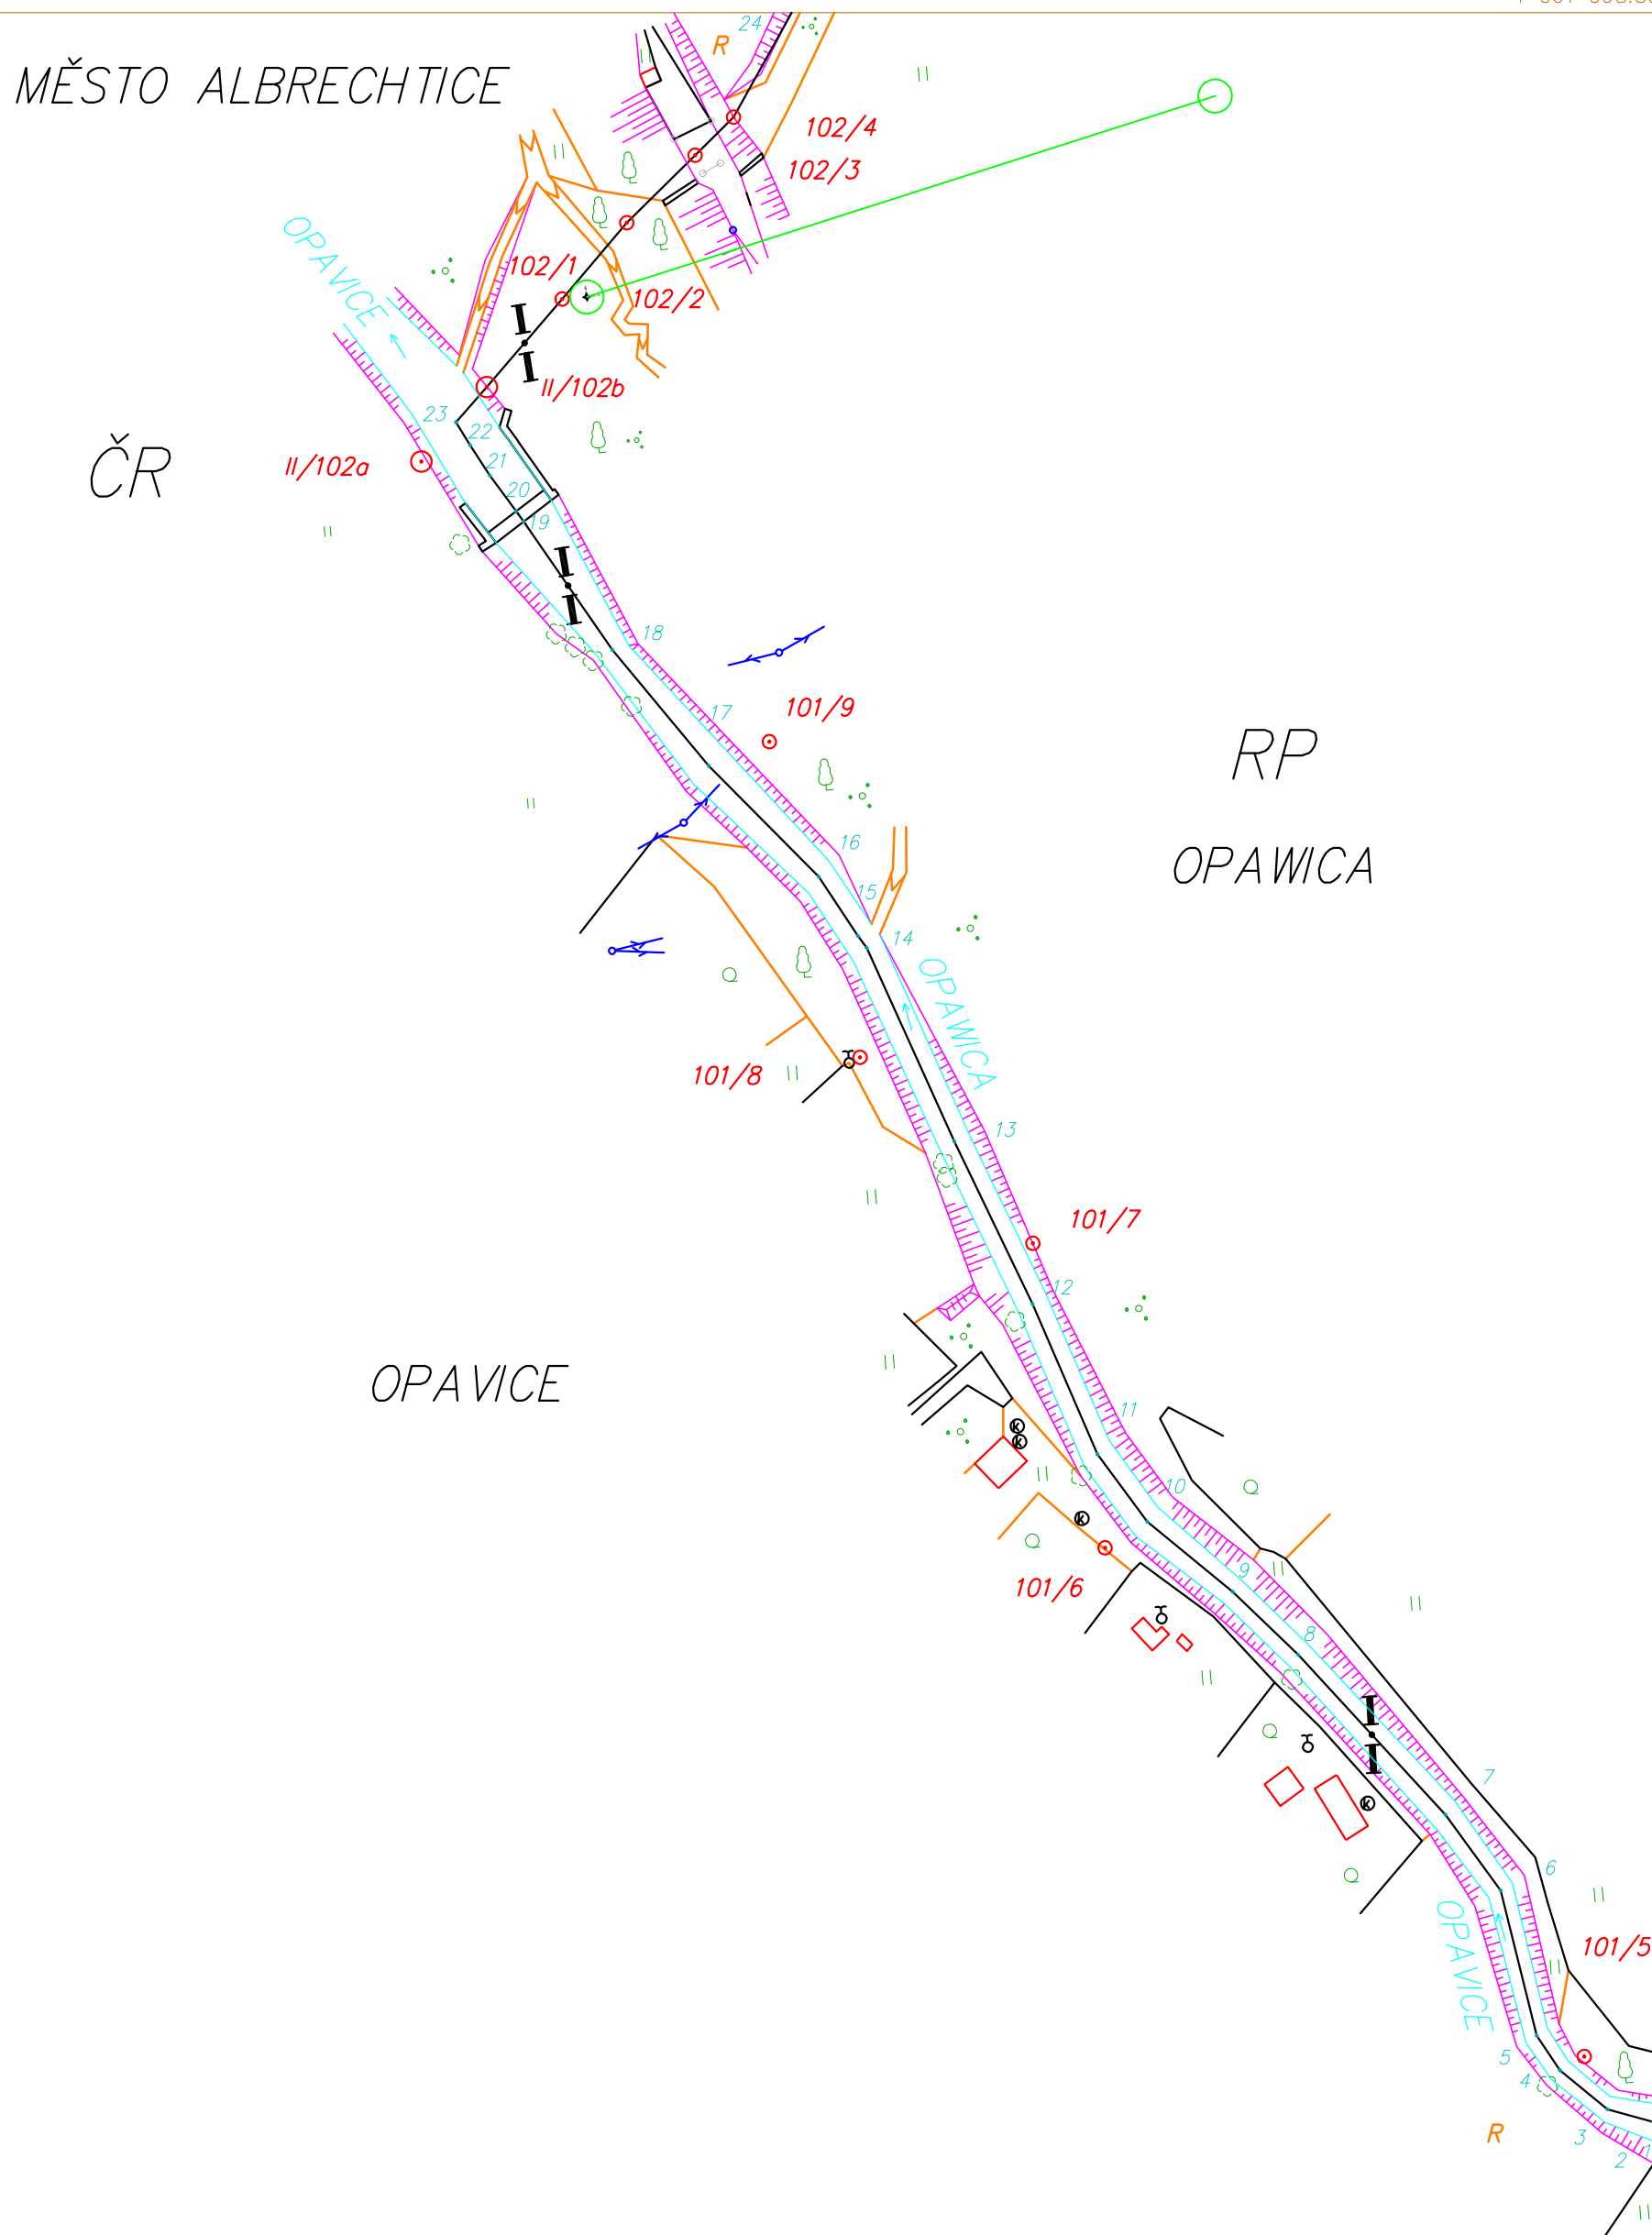 24
R
MĚSTO ALBRECHTICE
102/4
102/3
OPAVICE
102/1
102/2
I
I
II/102b
23
22
ČR
II/102a
21
20
19
I
I
18
101/9
17
RP
16
OPAWICA
15
14
OPAWICA
101/8
13
101/7
12
OPAVICE
11
K
K
10
K
9
101/6
8
I
I
7
K
6
OPAVICE
101/5
5
4
R
3
2
1